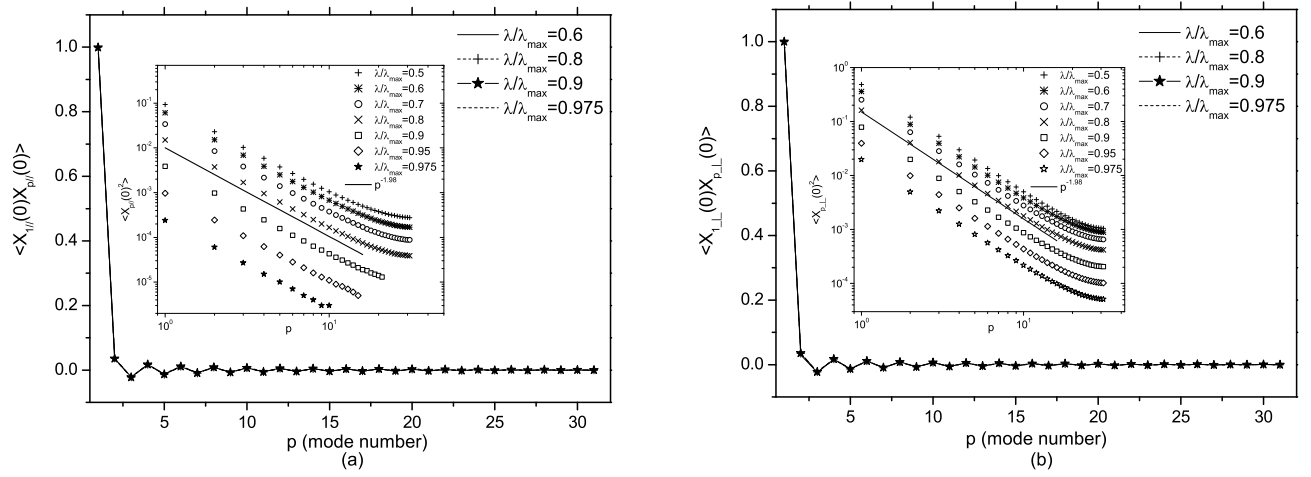 1.0
0.8
0.6
0.4
0.2
0.0
<X1//(0)Xp//(0)>
λ/λmax=0.6
λ/λmax=0.8
λ/λmax=0.9
λ/λmax=0.975
10-1
10-2
10-3
10-4
10-5
<Xp//(0)2>
λ/λmax=0.5
λ/λmax=0.6
λ/λmax=0.7
λ/λmax=0.8
λ/λmax=0.9
λ/λmax=0.95
λ/λmax=0.975
p-1.98
100
101
p
5
10
15
20
25
30
p (mode number)
(a)
1.0
0.8
0.6
0.4
0.2
0.0
<X1_|_(0)Xp_|_(0)>
λ/λmax=0.6
λ/λmax=0.8
λ/λmax=0.9
λ/λmax=0.975
100
10-1
10-2
10-3
10-4
<Xp_|_(0)2>
λ/λmax=0.5
λ/λmax=0.6
λ/λmax=0.7
λ/λmax=0.8
λ/λmax=0.9
λ/λmax=0.95
λ/λmax=0.975
p-1.98
100
101
p
5
10
15
20
25
30
p (mode number)
(b)